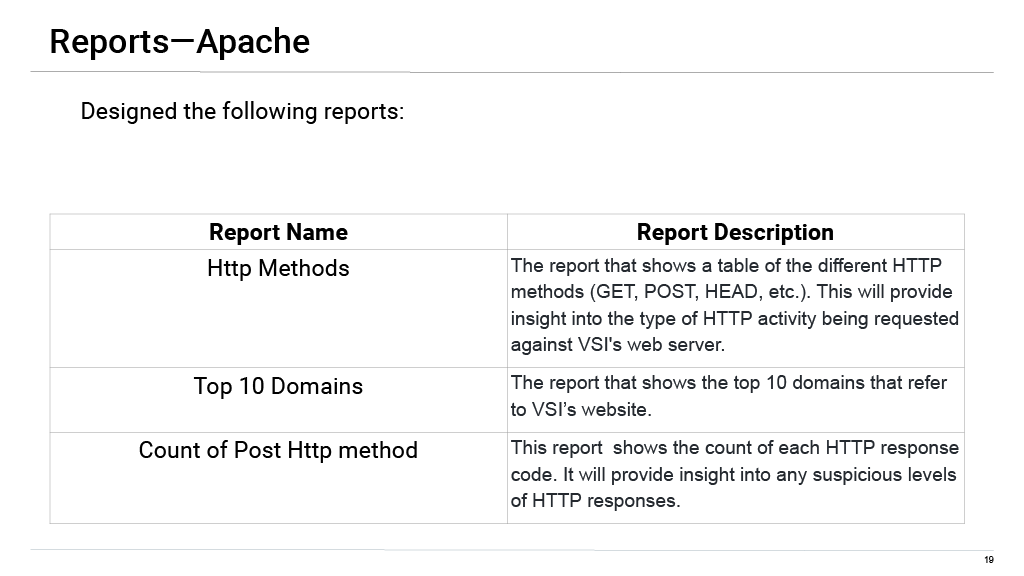 Reports—Apache
Designed the following reports:
Report Name
Report Description
Http Methods
The report that shows a table of the different HTTP
methods (GET, POST, HEAD, etc.). This will provide
insight into the type of HTTP activity being requested
against VSI's web server.
Top 10 Domains
The report that shows the top 10 domains that refer
to VSI’s website.
Count of Post Http method
This report  shows the count of each HTTP response
code. It will provide insight into any suspicious levels
of HTTP responses.
19